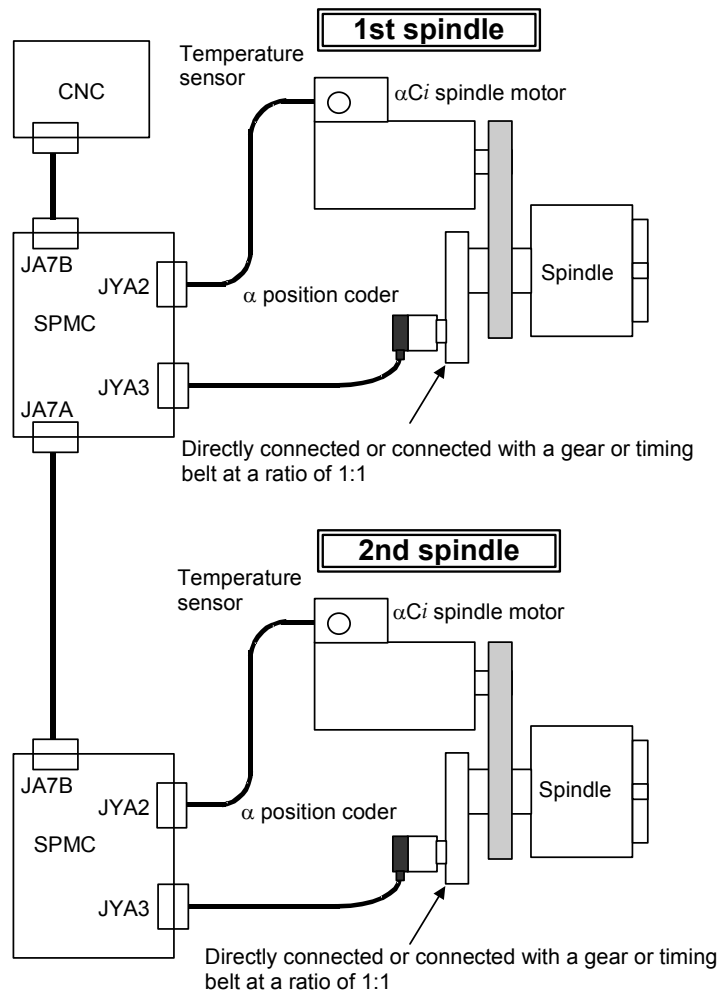 1st spindle
Temperature
sensor
CNC
αCi spindle motor
JA7B
JYA2
α position coder
Spindle
SPMC
JYA3
JA7A
Directly connected or connected with a gear or timing
belt at a ratio of 1:1
2nd spindle
Temperature
sensor
αCi spindle motor
JA7B
JYA2
α position coder
Spindle
SPMC
JYA3
Directly connected or connected with a gear or timing
belt at a ratio of 1:1